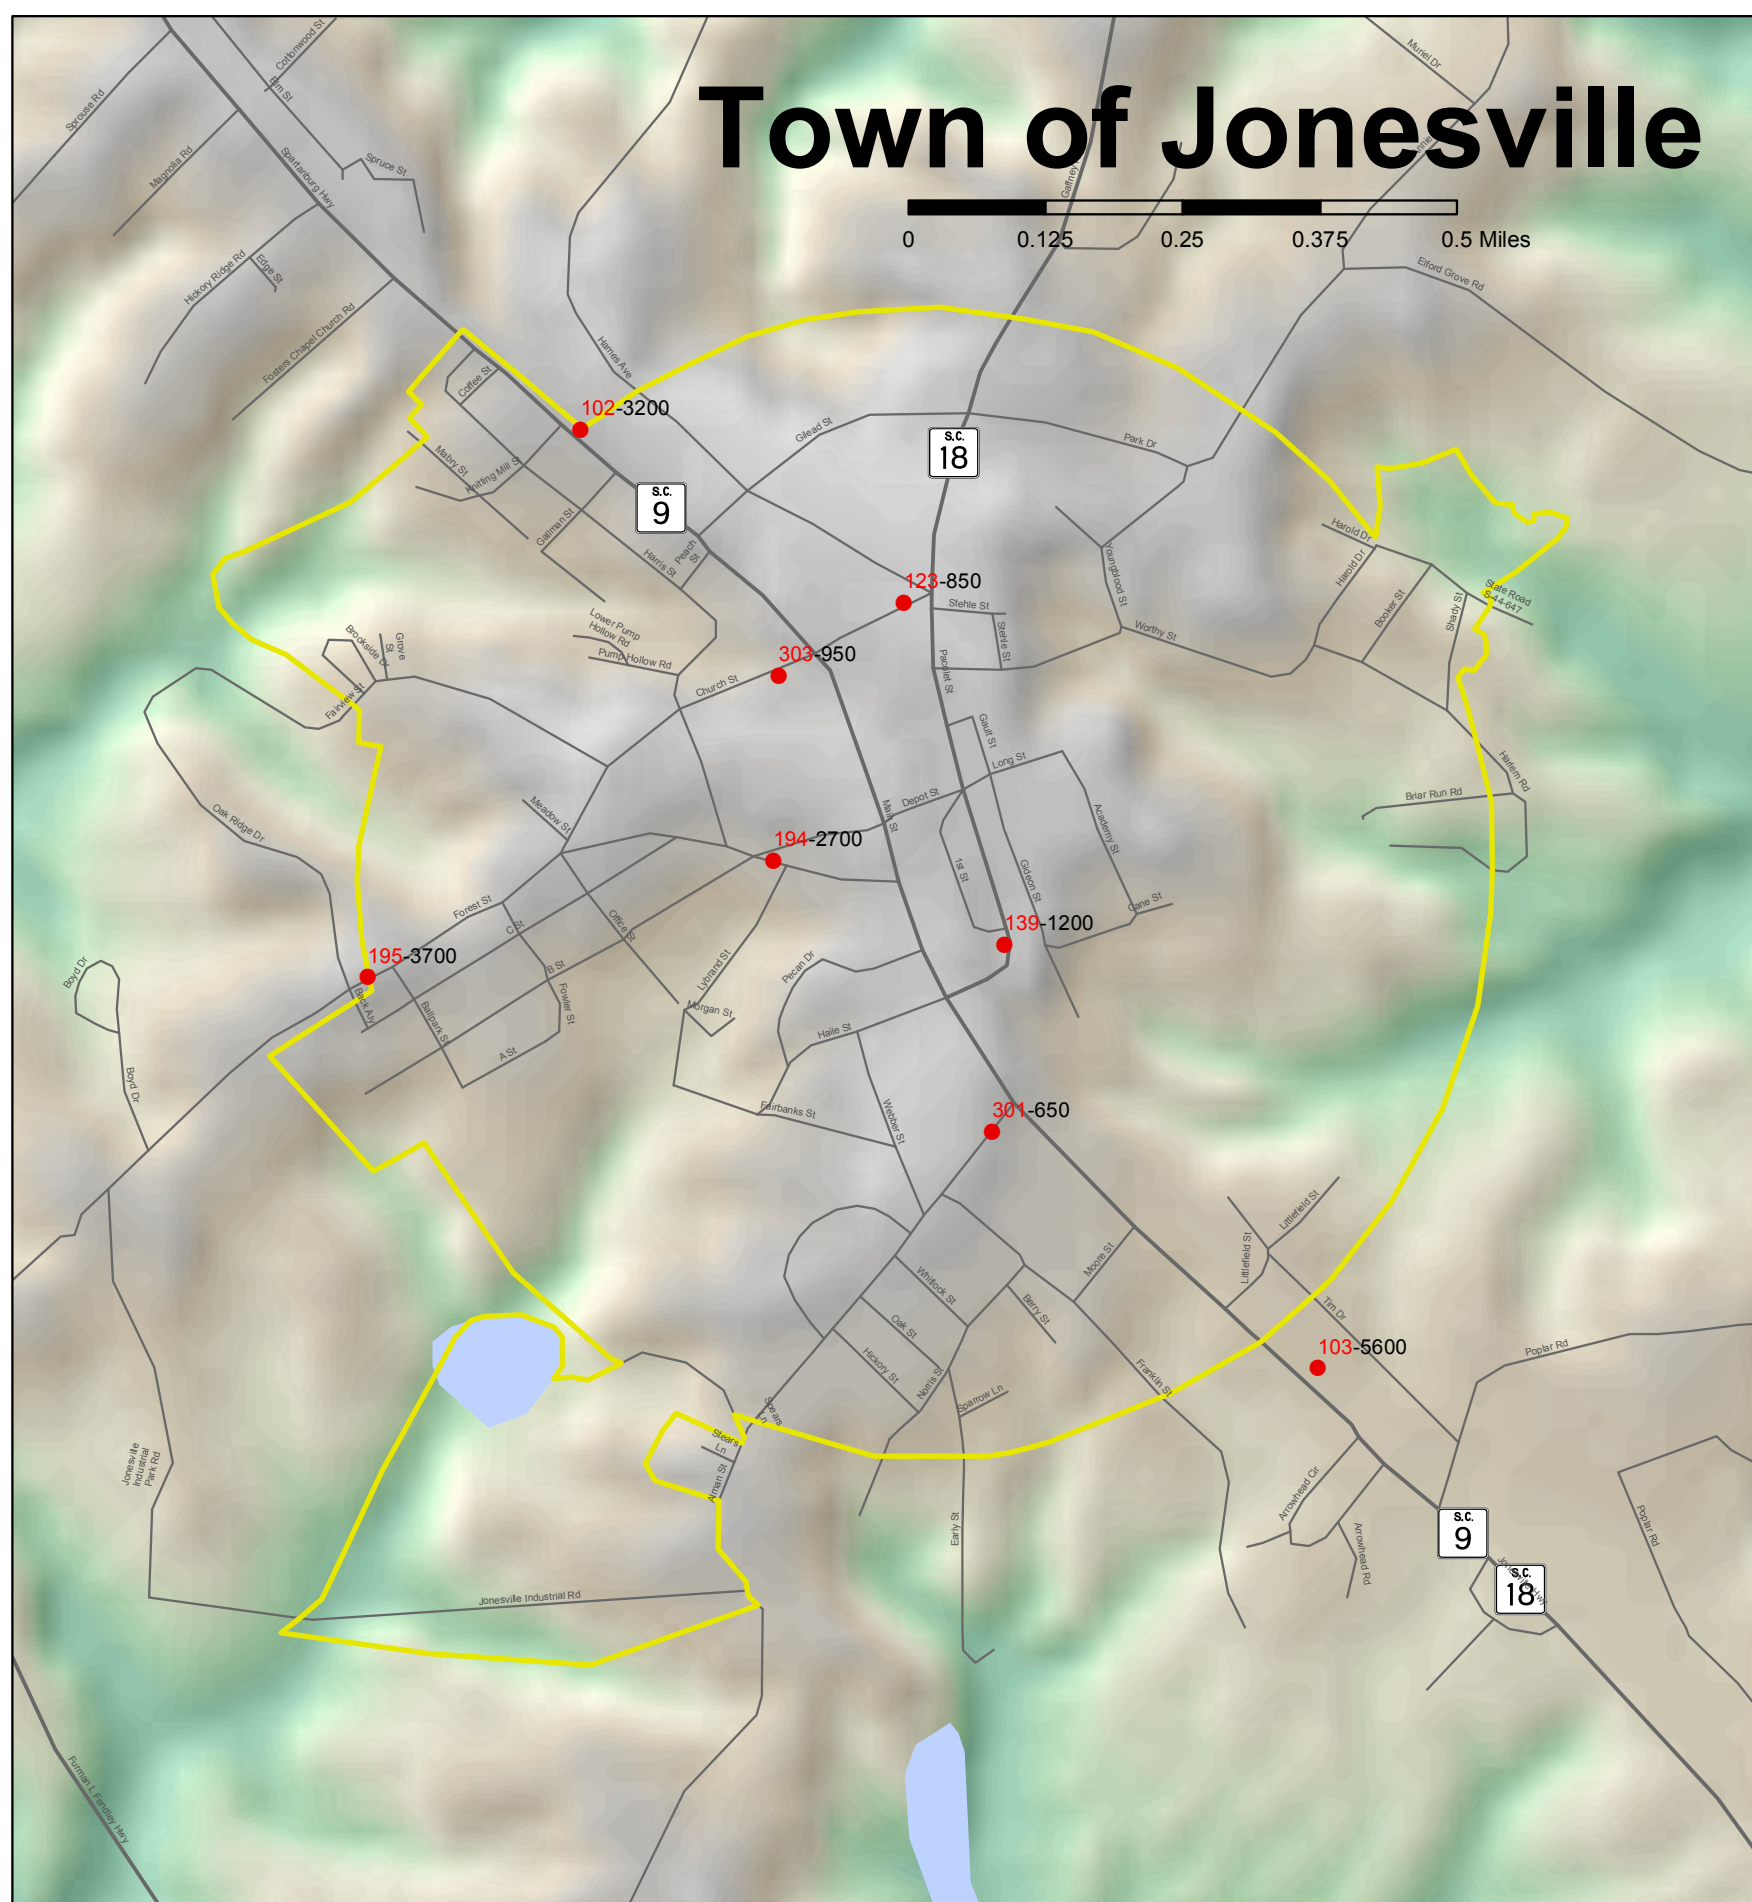 Town of Jonesville
0 0.125 0.25 0.375 0.5 Miles
Sprouse Rd
Cottonwood St
Elm St
Magnolia Rd
Spruce St
Spartanburg Hwy
Muriel Dr
Hickory Ridge Rd
Edge St
Fosters Chapel Church Rd
Elford Grove Rd
Harnes Ave
Coffee St
102-3200
Gilead St
Park Dr
S.C.
18
Mabry St
Knitting Mill St
S.C.
9
Gallman St
Harris St
Peach
St
Harold Dr
Harold Dr
123-850
Stehle St
Stehle St
Youngblood St
Worthy St
Booker St
Shady St
State Road
S-44-647
Lower Pump
Hollow Rd
Pump Hollow Rd
Brookside Dr
Grove
St
303-950
Church St
Fairview St
Pacolet St
Gault St
Long St
Harlem Rd
Briar Run Rd
Oak Ridge Dr
Meadow St
Main St
Depot St
Academy St
194-2700
1st St
Gideon St
Cane St
Forest St
C St
Office St
139-1200
195-3700
Boyd Dr
Back Aly
B St
Lybrand St
Pecan Dr
Ballpark St
Fowler St
Morgan St
Haile St
A St
Boyd Dr
Fairbanks St
Webber St
301-650
Littlefield St
Littlefield St
Moore St
Whitlock St
Berry St
Tim Dr
Oak St
103-5600
Poplar Rd
Hickory St
Norris St
Franklin St
Sparrow Ln
Spears
Ln
Stears
Ln
Alman St
Jonesville
Industrial
Park Rd
Arrowhead Cir
Early St
Arrowhead Rd
S.C.
9
Poplar Rd
Jonesville Hwy
S.C.
18
Jonesville Industrial Rd
Furman L Fendley Hwy